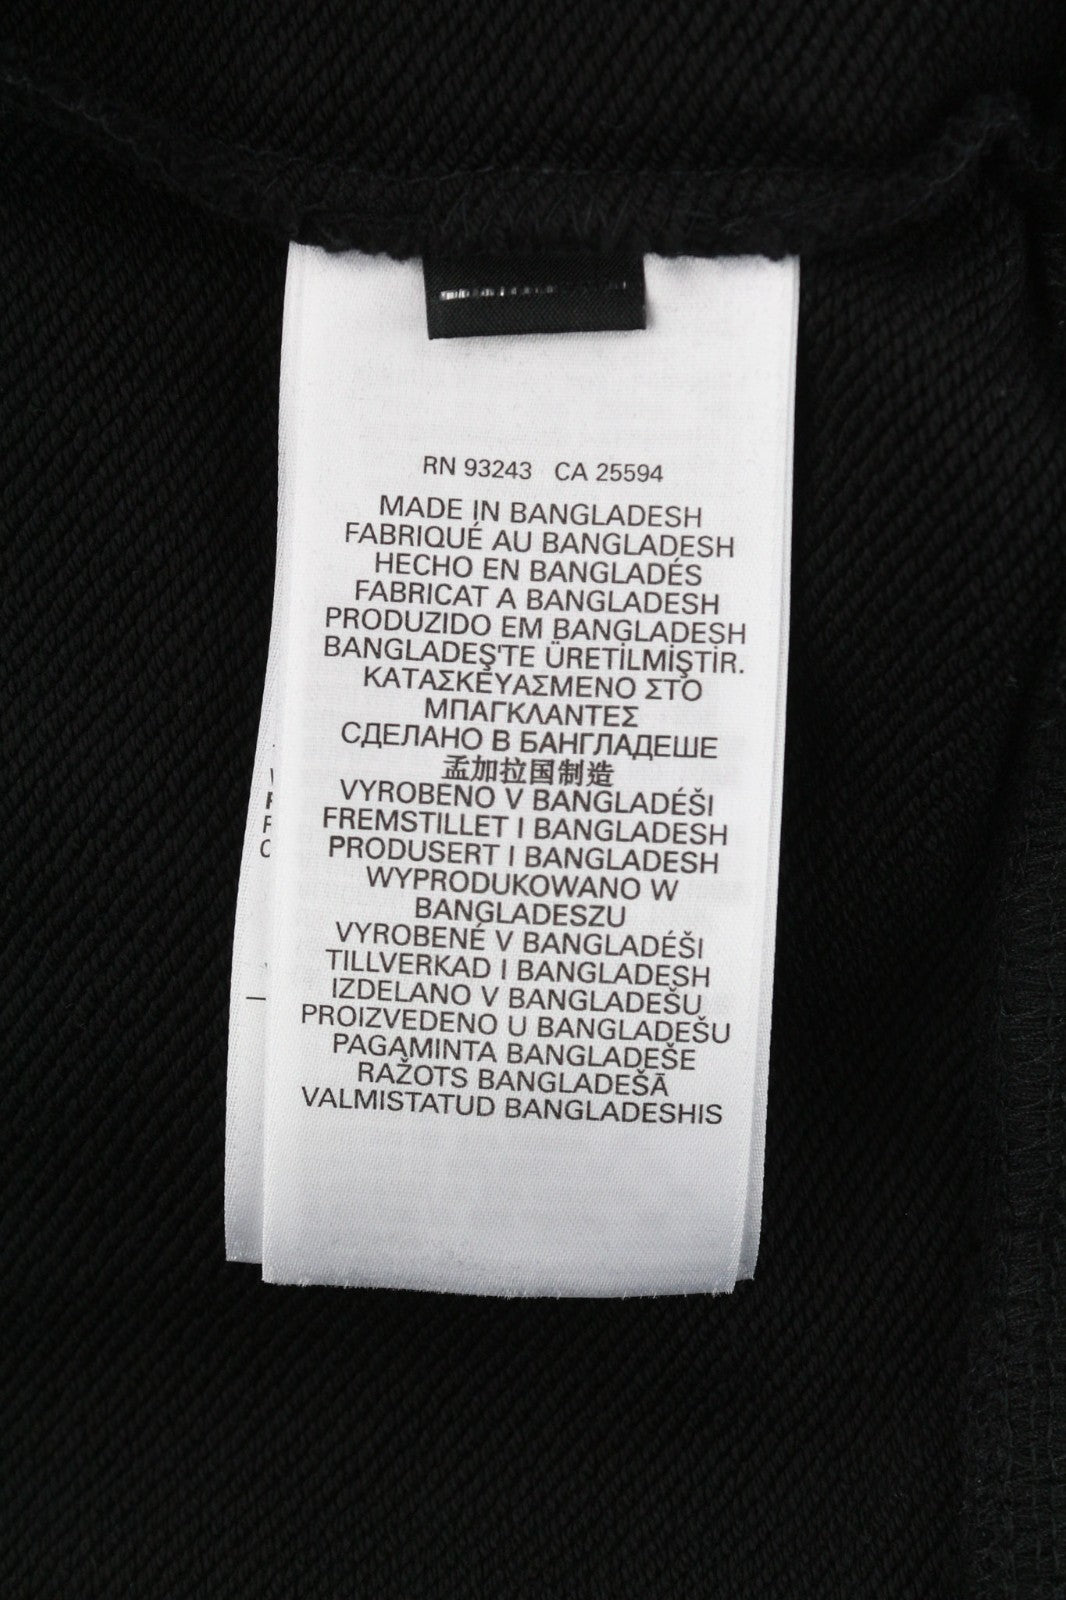 RN 93243 CA 25594
MADE IN BANGLADESH
FABRIQUÉ AU BANGLADESH
HECHO EN BANGLADÉS
FABRICAT A BANGLADESH
PRODUZIDO EM BANGLADESH
BANGLADEŞ'TE ÜRETİLMİŞTİR.
ΚΑΤΑΣΚΕΥΑΣΜΕΝΟ ΣΤΟ
ΜΠΑΓΚΛΑΝΤΕΣ
СДЕЛАНО В БАНГЛАДЕШЕ
孟加拉国制造
VYROBENO V BANGLADÉŠI
FREMSTILLET I BANGLADESH
PRODUSERT I BANGLADESH
WYPRODUKOWANO W
BANGLADESZU
VYROBENÉ V BANGLADÉŠI
TILLVERKAD I BANGLADESH
IZDELANO V BANGLADEŠU
PROIZVEDENO U BANGLADEŠU
PAGAMINTA BANGLADEŠE
RAŽOTS BANGLADEŠĀ
VALMISTATUD BANGLADESHIS